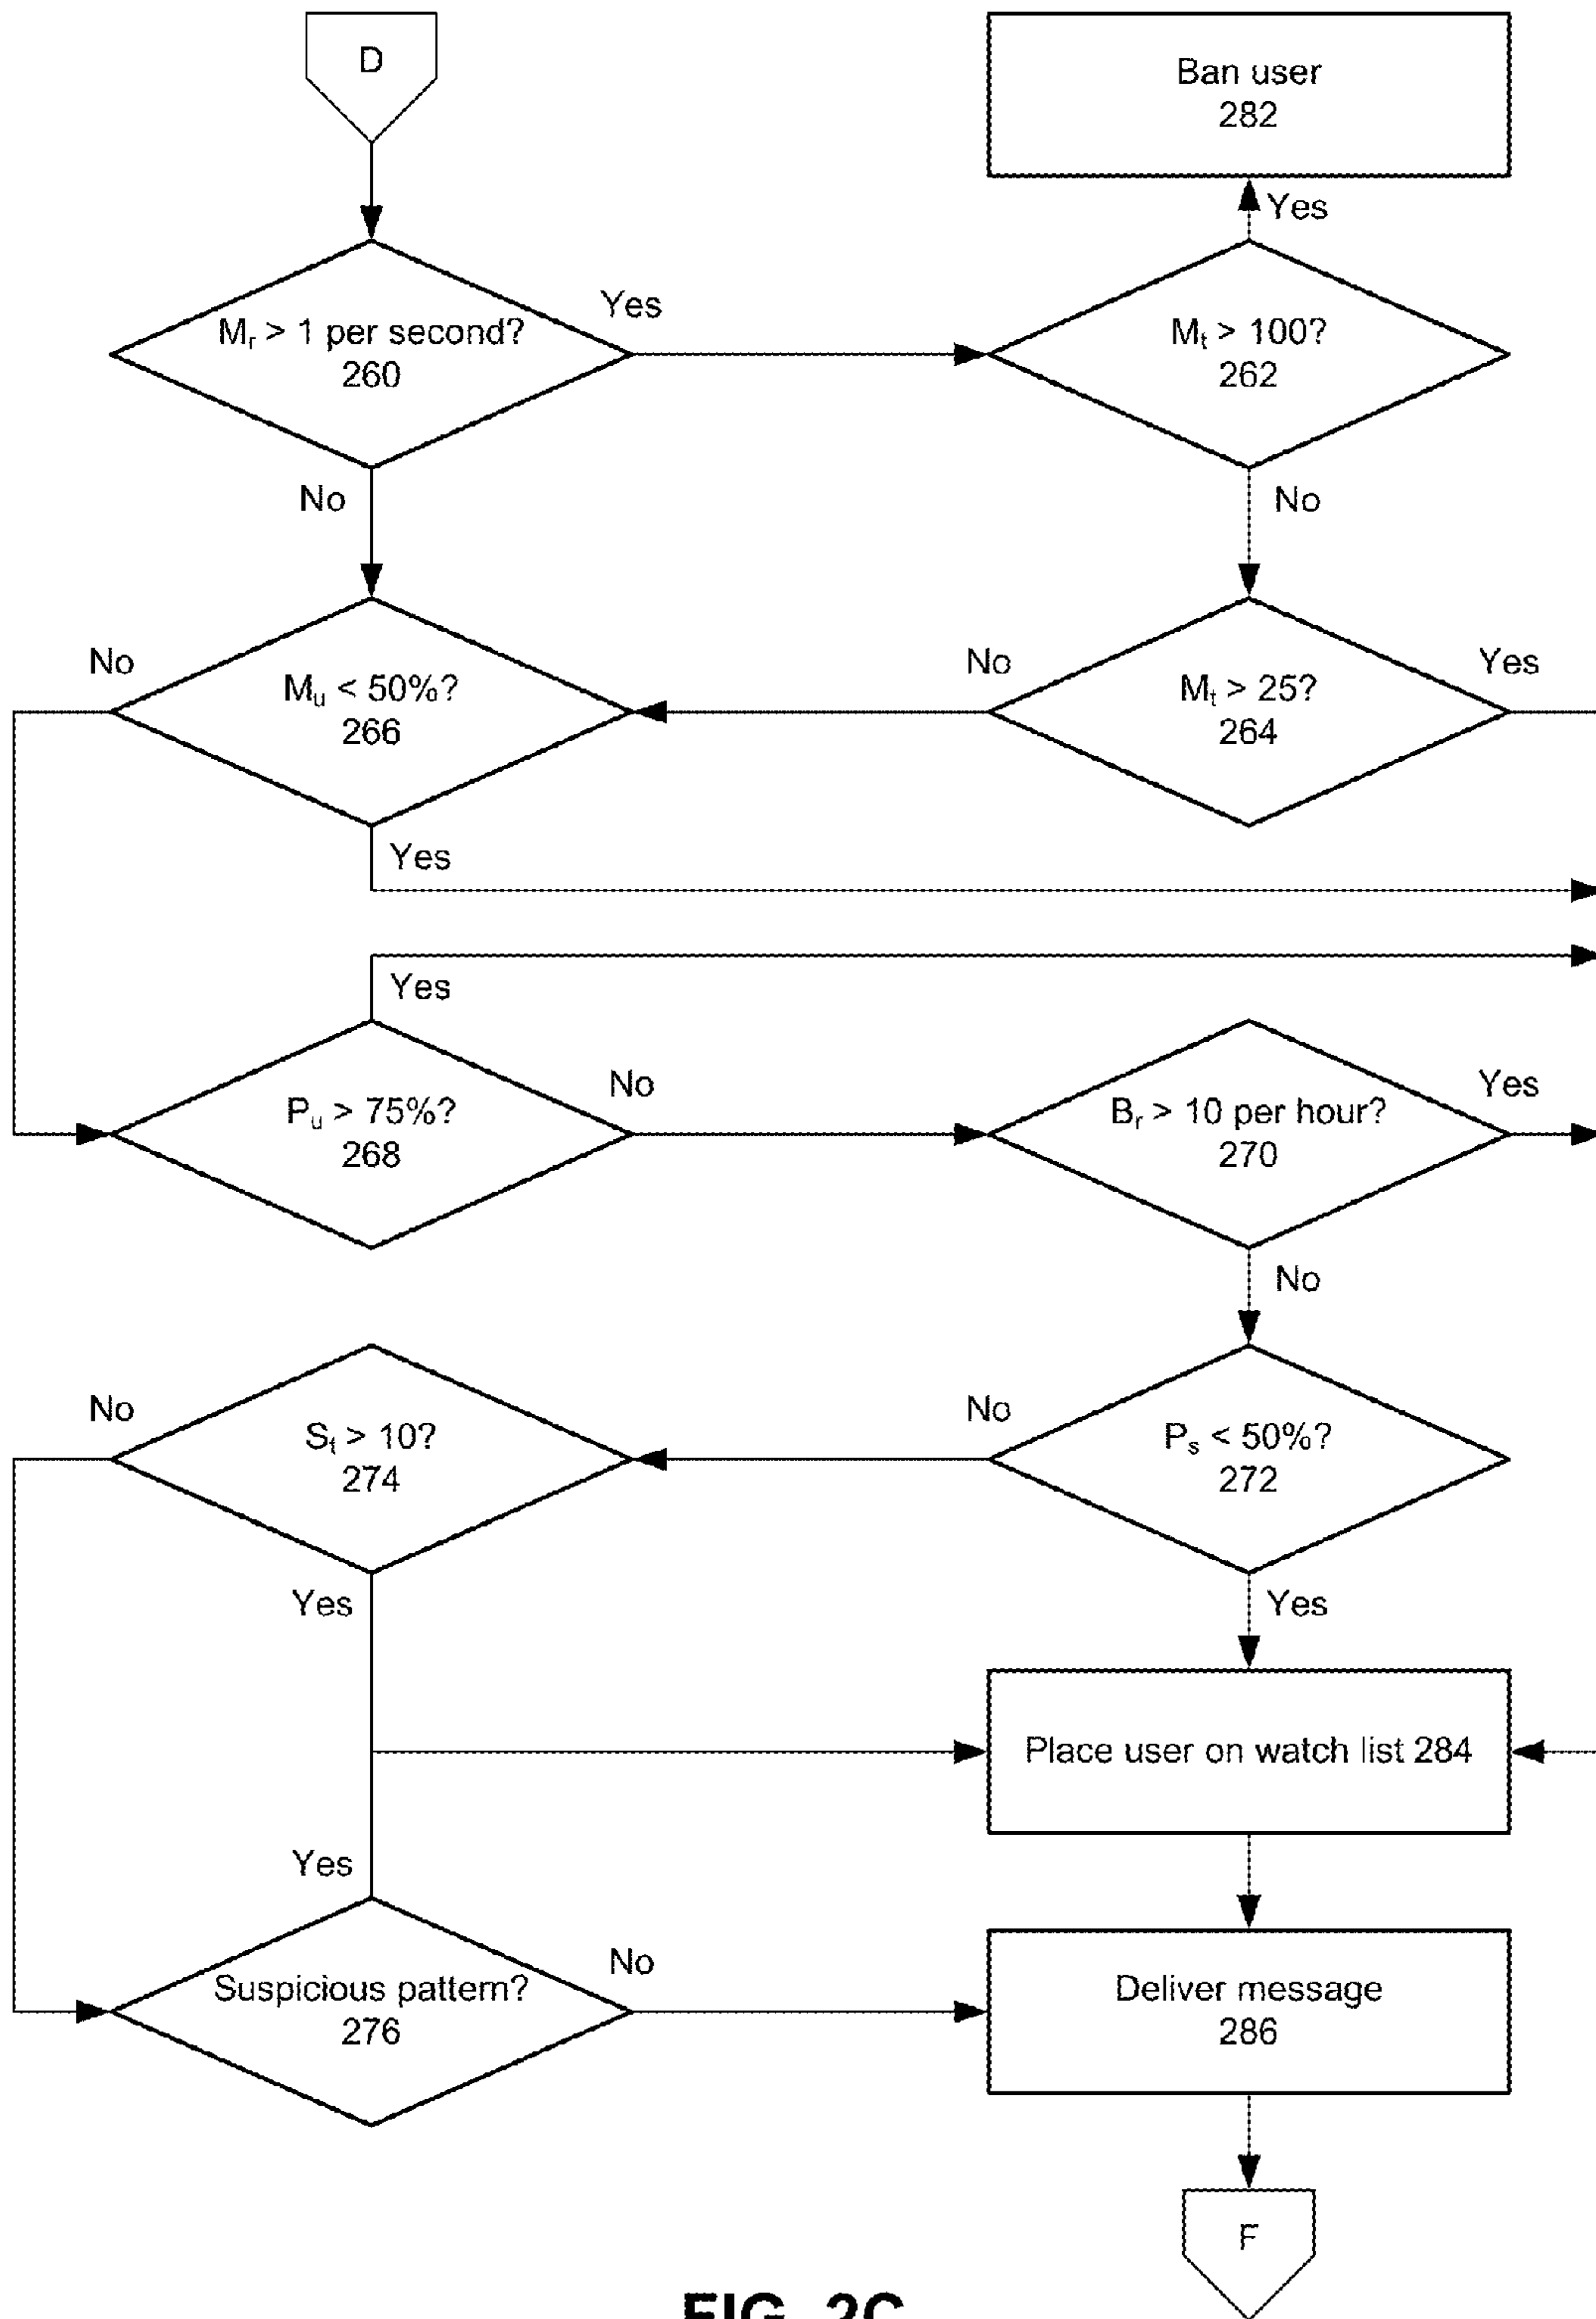 D
Ban user
282
Yes
Mᵣ > 1 per second?
260
Yes
Mₜ > 100?
262
No
No
No
Mᵤ < 50%?
266
No
Mₜ > 25?
264
Yes
Yes
Yes
Pᵤ > 75%?
268
No
Bᵣ > 10 per hour?
270
Yes
No
No
Sₜ > 10?
274
No
Pₛ < 50%?
272
Yes
Yes
Place user on watch list 284
Yes
Suspicious pattern?
276
No
Deliver message
286
F
FIG. 2C